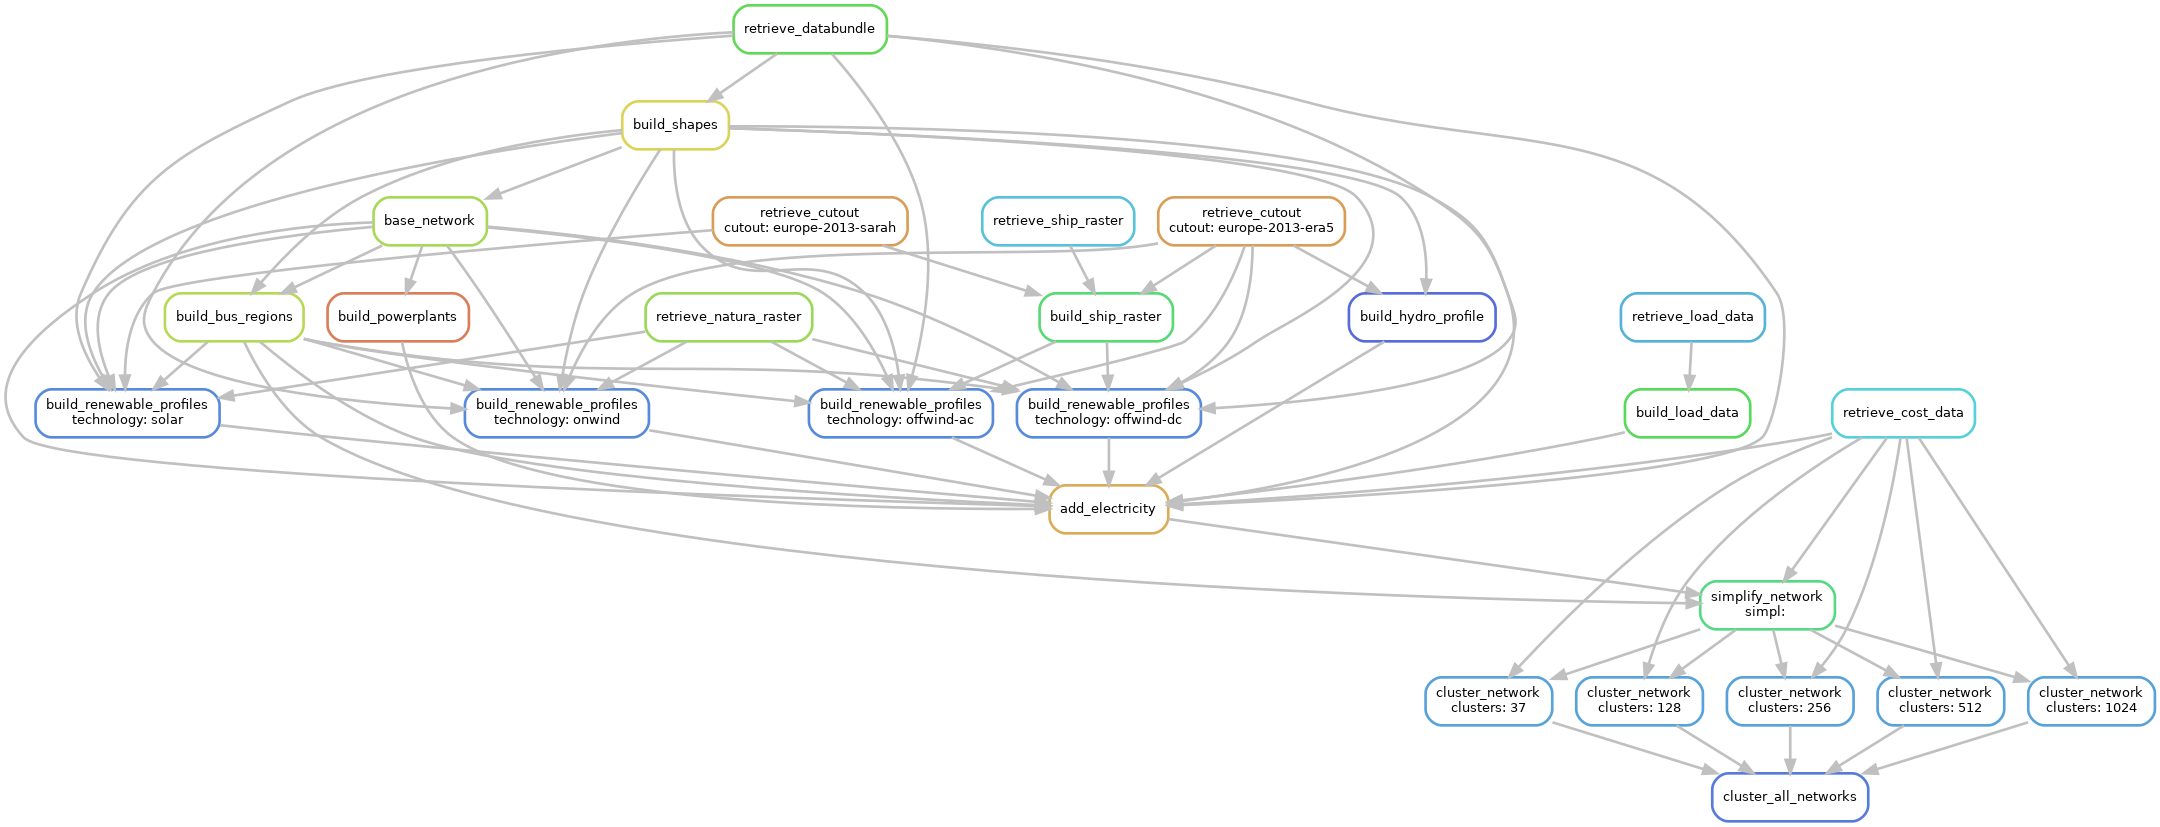 retrieve_databundle
build_shapes
base_network
retrieve_cutout
cutout: europe-2013-sarah
retrieve_ship_raster
retrieve_cutout
cutout: europe-2013-era5
build_bus_regions
build_powerplants
retrieve_natura_raster
build_ship_raster
build_hydro_profile
retrieve_load_data
build_renewable_profiles
technology: solar
build_renewable_profiles
technology: onwind
build_renewable_profiles
technology: offwind-ac
build_renewable_profiles
technology: offwind-dc
build_load_data
retrieve_cost_data
add_electricity
simplify_network
simpl:
cluster_network
clusters: 37
cluster_network
clusters: 128
cluster_network
clusters: 256
cluster_network
clusters: 512
cluster_network
clusters: 1024
cluster_all_networks